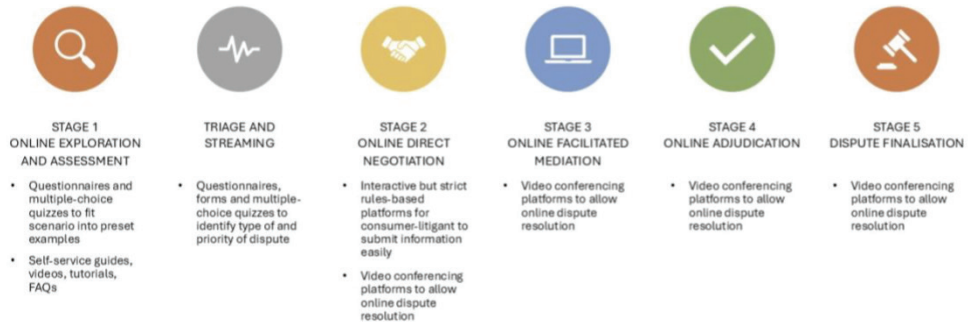 STAGE 1
ONLINE EXPLORATION
AND ASSESSMENT
• Questionnaires and
multiple-choice
quizzes to fit
scenario into preset
examples
• Self-service guides,
videos, tutorials,
FAQs
TRIAGE AND
STREAMING
• Questionnaires,
forms and multiple-
choice quizzes to
identify type of and
priority of dispute
STAGE 2
ONLINE DIRECT
NEGOTIATION
• Interactive but strict
rules-based
platforms for
consumer-litigant to
submit information
easily
• Video conferencing
platforms to allow
online dispute
resolution
STAGE 3
ONLINE FACILITATED
MEDIATION
• Video conferencing
platforms to allow
online dispute
resolution
STAGE 4
ONLINE ADJUDICATION
• Video conferencing
platforms to allow
online dispute
resolution
STAGE 5
DISPUTE FINALISATION
• Video conferencing
platforms to allow
online dispute
resolution